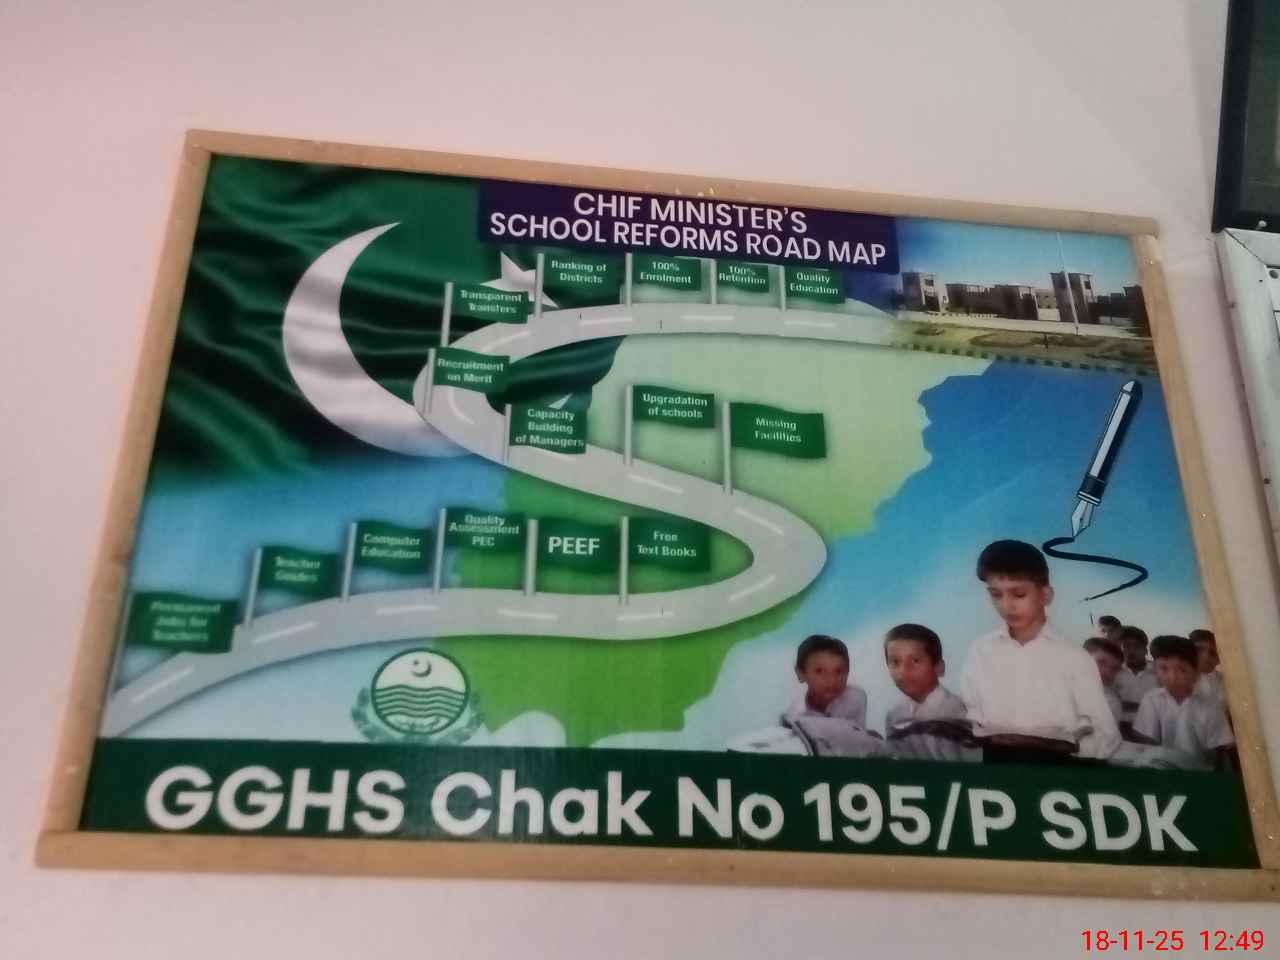 CHIF MINISTER'S
SCHOOL REFORMS ROAD MAP
Ranking of
Districts
100%
Enrolment
100%
Retention
Quality
Education
Transparent
Transfers
Recruitment
on Merit
Capacity
Building
of Managers
Upgradation
of schools
Missing
Facilities
Permanent
Jobs for
Teachers
Teacher
Guides
Computer
Education
Quality
Assessment
PEC
PEEF
Free
Text Books
GGHS Chak No 195/P SDK
18-11-25 12:49